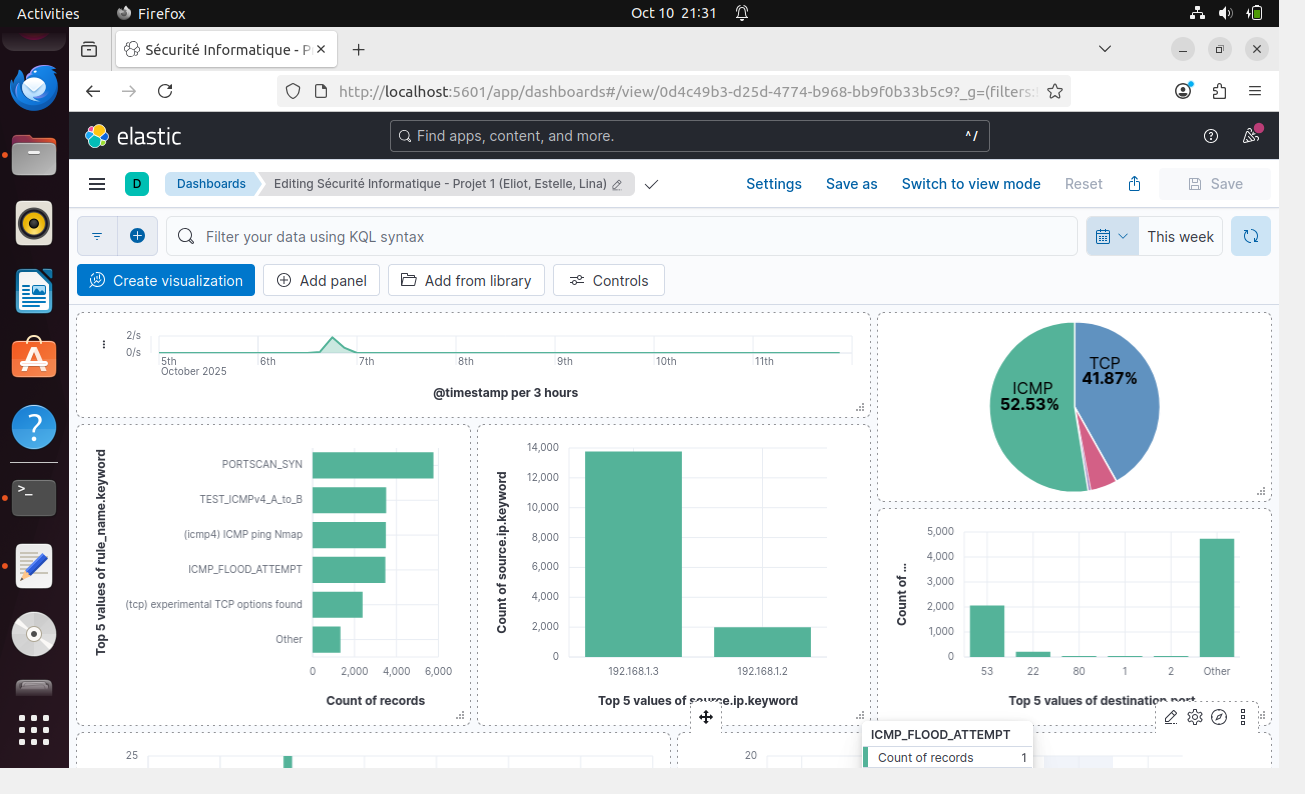 Activities
Firefox
Oct 10 21:31
Sécurité Informatique - P
http://localhost:5601/app/dashboards#/view/0d4c49b3-d25d-4774-b968-bb9f0b33b5c9?_g=(filters:
elastic
Find apps, content, and more.
^ /
D
Dashboards
Editing Sécurité Informatique - Projet 1 (Eliot, Estelle, Lina)
Settings
Save as
Switch to view mode
Reset
Save
Filter your data using KQL syntax
This week
Create visualization
Add panel
Add from library
Controls
2/s
0/s
5th
6th
7th
8th
9th
10th
11th
October 2025
@timestamp per 3 hours
TCP
41.87%
ICMP
52.53%
Top 5 values of rule_name.keyword
PORTSCAN_SYN
TEST_ICMPv4_A_to_B
(icmp4) ICMP ping Nmap
ICMP_FLOOD_ATTEMPT
(tcp) experimental TCP options found
Other
0
2,000
4,000
6,000
Count of records
Count of source.ip.keyword
14,000
12,000
10,000
8,000
6,000
4,000
2,000
0
192.168.1.3
192.168.1.2
Top 5 values of source.ip.keyword
Count of ...
5,000
4,000
3,000
2,000
1,000
0
53
22
80
1
2
Other
Top 5 values of destination.port
25
20
ICMP_FLOOD_ATTEMPT
Count of records 1